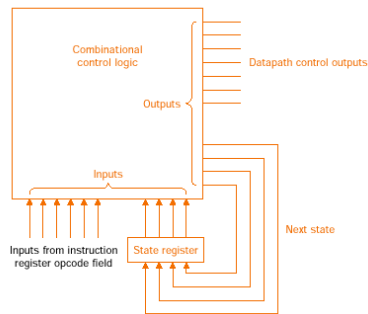 Combinational
control logic
Datapath control outputs
Outputs
Inputs
Inputs from instruction
register opcode field
State register
Next state